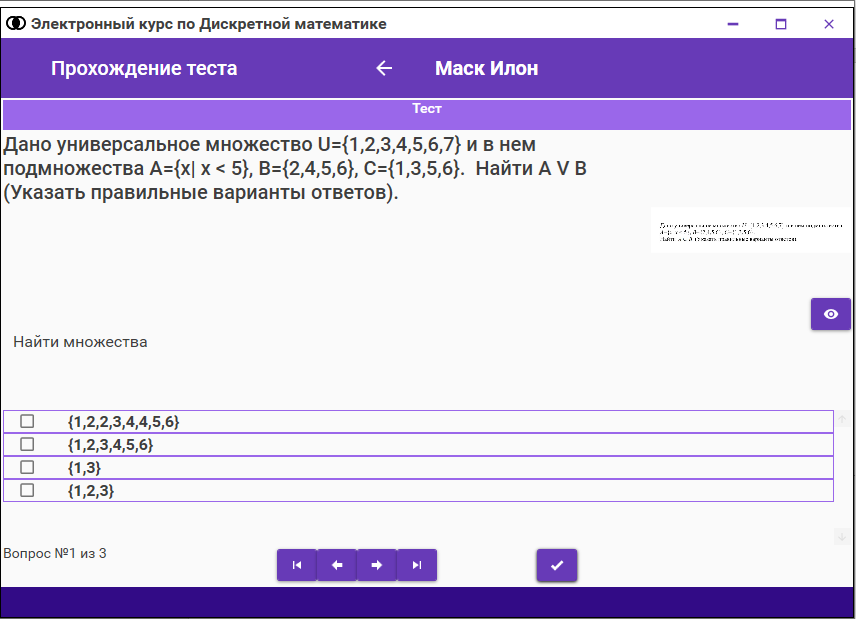 Электронный курс по Дискретной математике
Прохождение теста
Маск Илон
Тест
Дано универсальное множество U={1,2,3,4,5,6,7} и в нем
подмножества A={x| x < 5}, B={2,4,5,6}, C={1,3,5,6}.  Найти A V B
(Указать правильные варианты ответов).
Найти множества
{1,2,2,3,4,4,5,6}
{1,2,3,4,5,6}
{1,3}
{1,2,3}
Вопрос №1 из 3